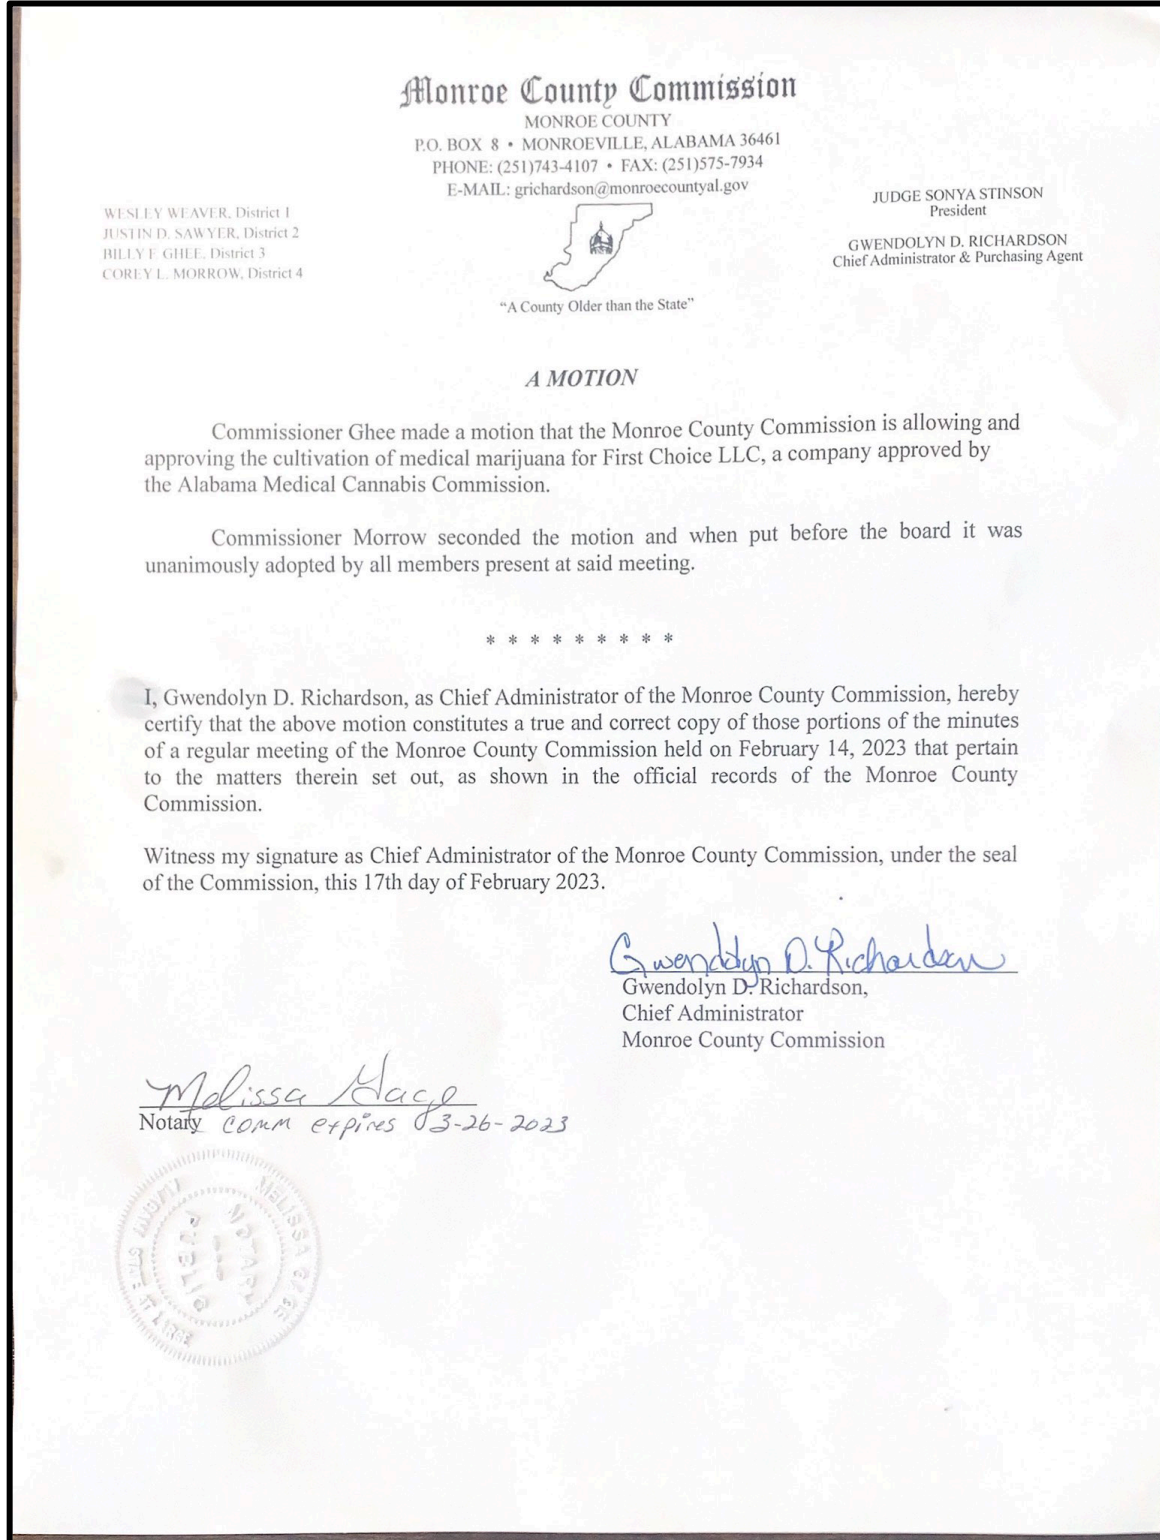 Monroe County Commission
MONROE COUNTY
P.O. BOX 8 • MONROEVILLE, ALABAMA 36461
PHONE: (251)743-4107 • FAX: (251)575-7934
E-MAIL: grichardson@monroecountyal.gov
WESLEY WEAVER, District 1
JUSTIN D. SAWYER, District 2
BILLY F GHEE, District 3
COREY L. MORROW, District 4
JUDGE SONYA STINSON
President
GWENDOLYN D. RICHARDSON
Chief Administrator & Purchasing Agent
"A County Older than the State"
A MOTION
Commissioner Ghee made a motion that the Monroe County Commission is allowing and
approving the cultivation of medical marijuana for First Choice LLC, a company approved by
the Alabama Medical Cannabis Commission.
Commissioner Morrow seconded the motion and when put before the board it was
unanimously adopted by all members present at said meeting.
* * * * * * * * *
I, Gwendolyn D. Richardson, as Chief Administrator of the Monroe County Commission, hereby
certify that the above motion constitutes a true and correct copy of those portions of the minutes
of a regular meeting of the Monroe County Commission held on February 14, 2023 that pertain
to the matters therein set out, as shown in the official records of the Monroe County
Commission.
Witness my signature as Chief Administrator of the Monroe County Commission, under the seal
of the Commission, this 17th day of February 2023.
Gwendolyn D. Richardson
Gwendolyn D. Richardson,
Chief Administrator
Monroe County Commission
Melissa
Notary comm expires 03-26-2023
MELISSA
NOTARY
PUBLIC
STATE AT LARGE